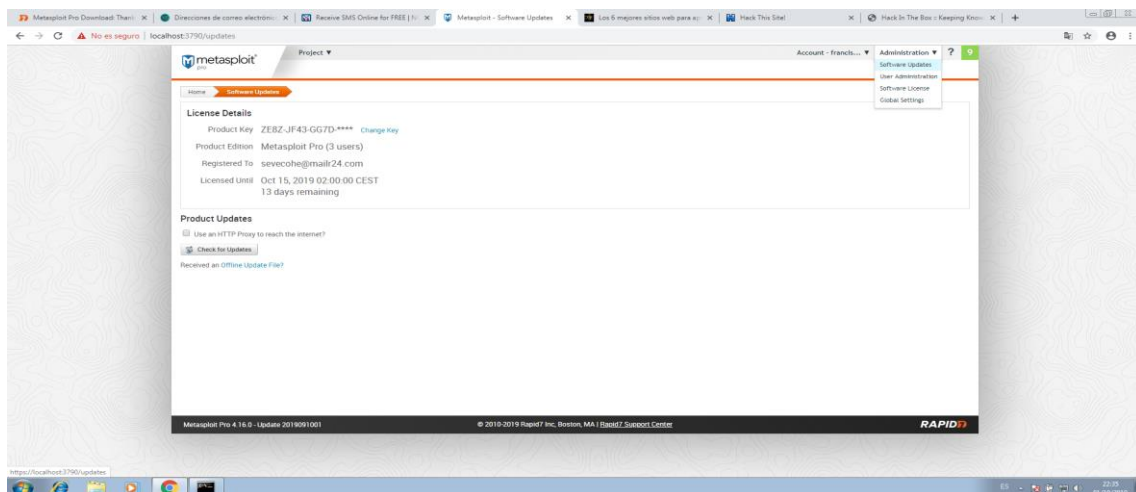 Metasploit Pro Download: Thank
Direcciones de correo electrónic
Receive SMS Online for FREE | N
Metasploit - Software Updates
Los 6 mejores sitios web para ap
Hack This Site!
Hack In The Box :: Keeping Know
No es seguro | localhost:3790/updates
metasploit
pro
Project ▼
Account - francis... ▼
Administration ▼
?
9
Software Updates
User Administration
Software License
Global Settings
Home
Software Updates
License Details
Product Key ZE8Z-JF43-GG7D-**** Change Key
Product Edition Metasploit Pro (3 users)
Registered To sevecohe@mailr24.com
Licensed Until Oct 15, 2019 02:00:00 CEST
13 days remaining
Product Updates
Use an HTTP Proxy to reach the internet?
Check for Updates
Received an Offline Update File?
Metasploit Pro 4.16.0 - Update 2019091001
© 2010-2019 Rapid7 Inc, Boston, MA | Rapid7 Support Center
RAPID7
https://localhost:3790/updates
ES
22:35